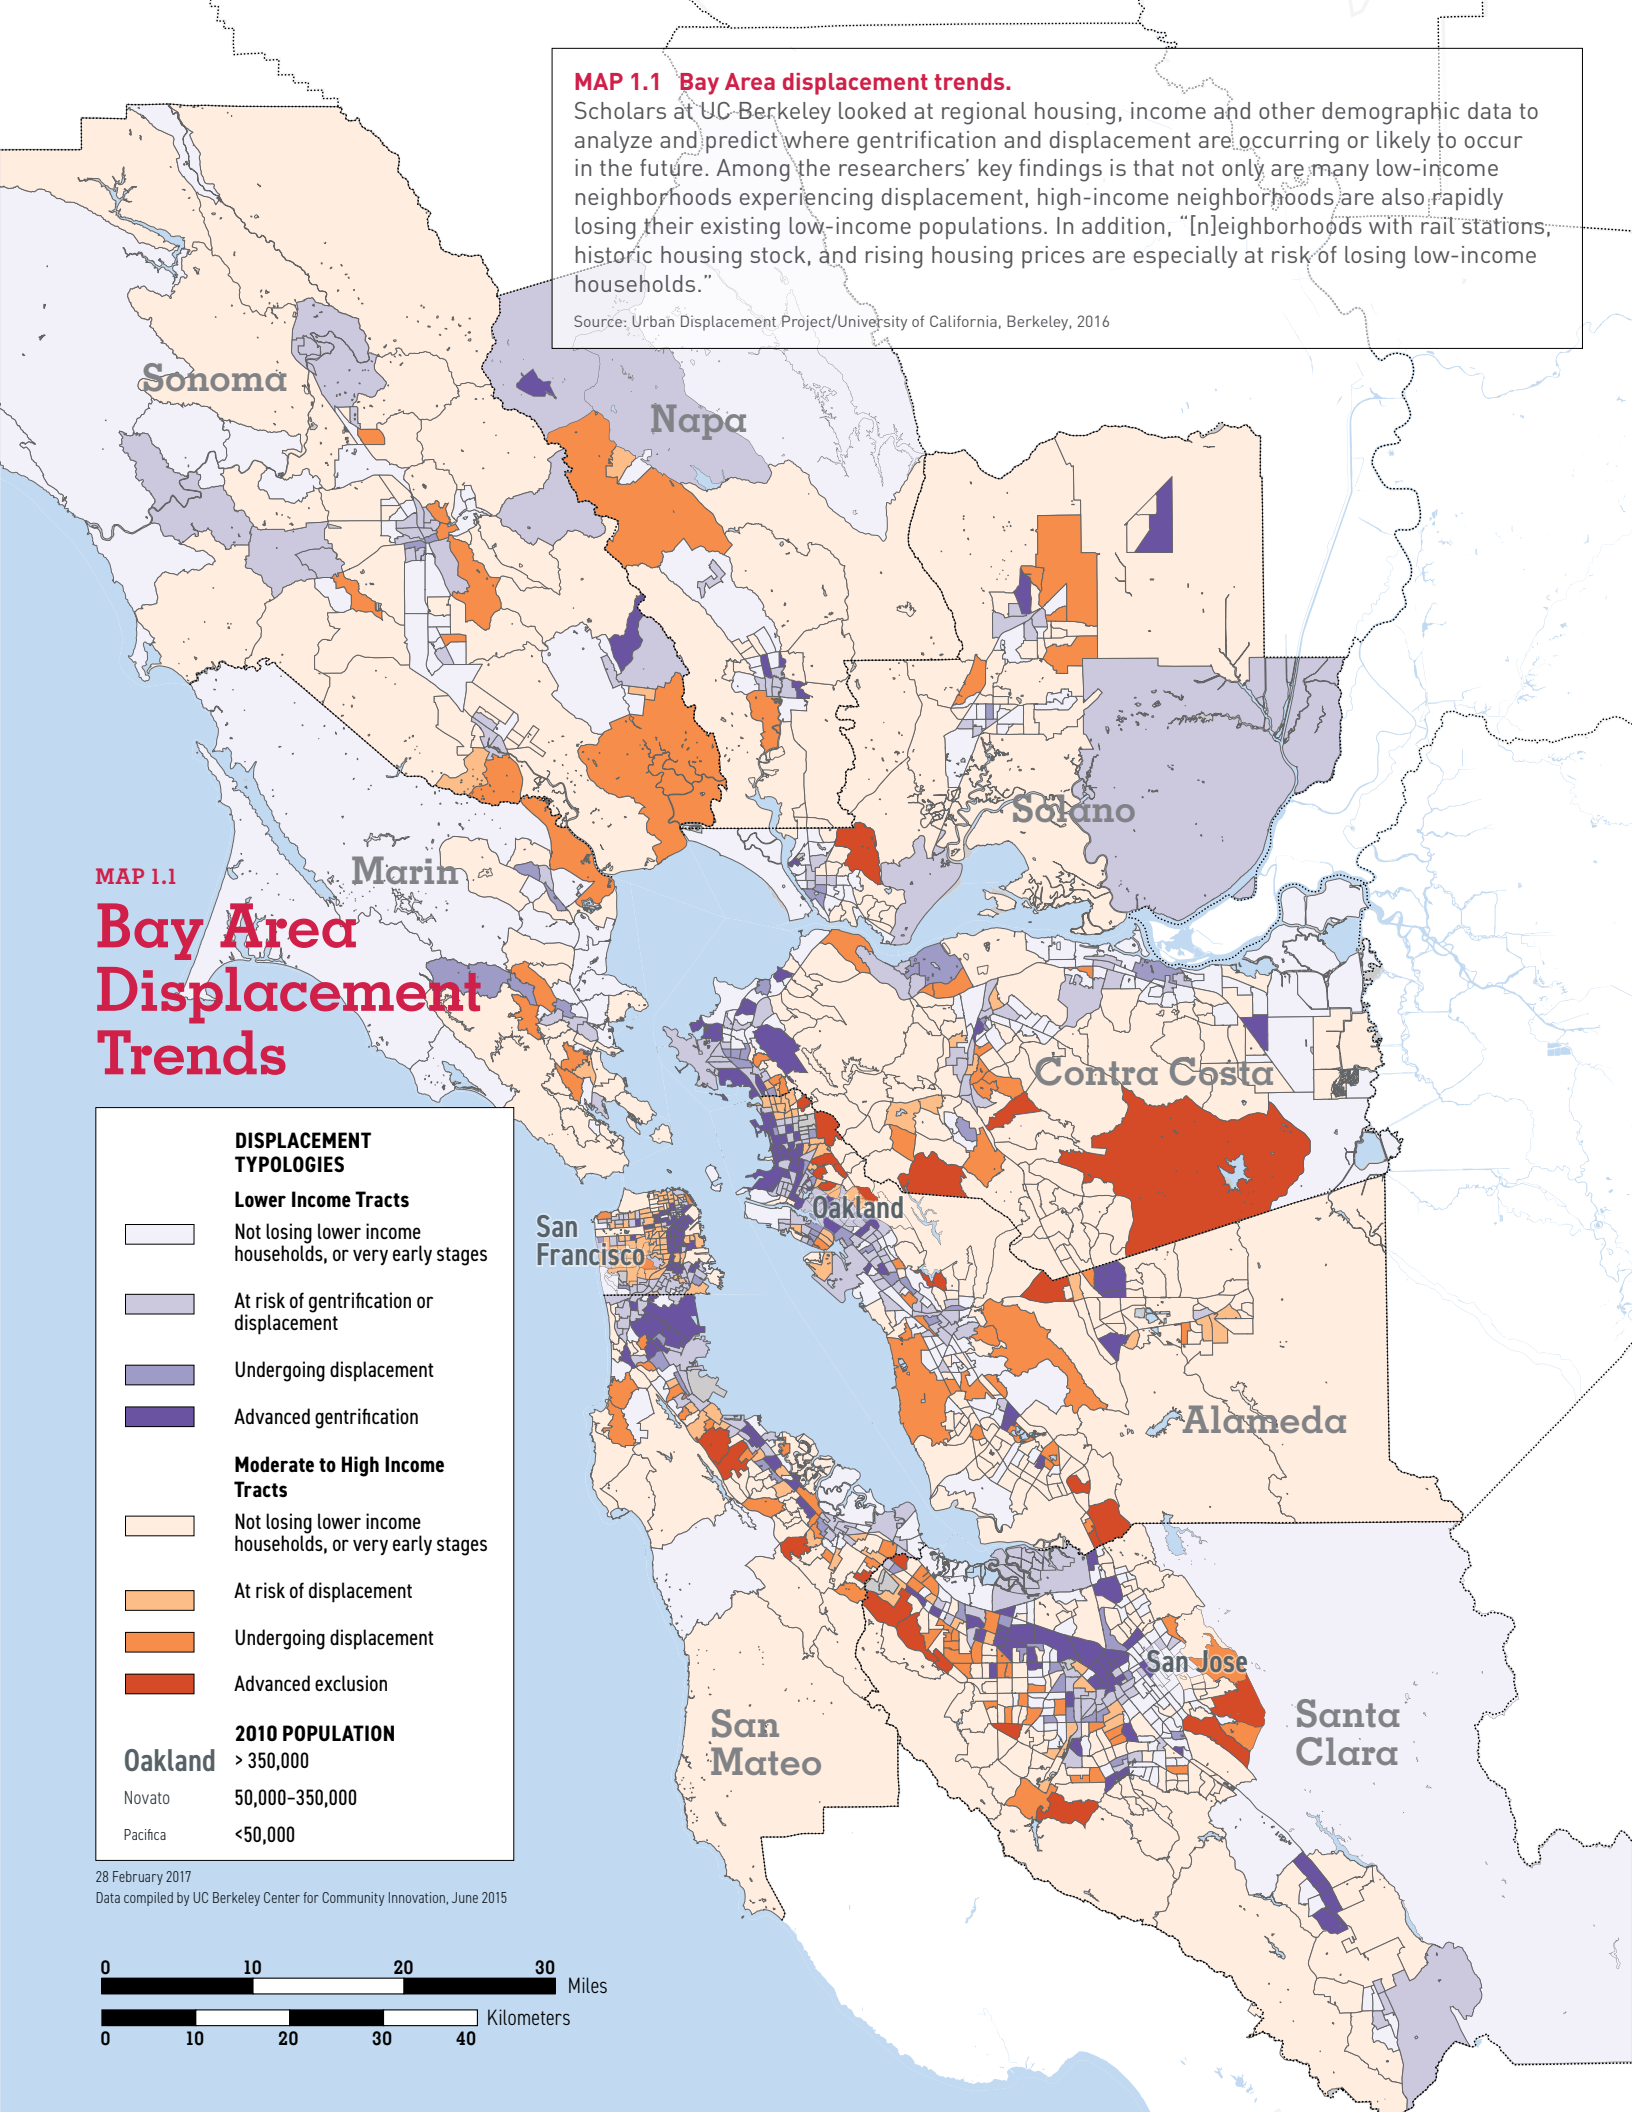 MAP 1.1 Bay Area displacement trends.
Scholars at UC Berkeley looked at regional housing, income and other demographic data to
analyze and predict where gentrification and displacement are occurring or likely to occur
in the future. Among the researchers’ key findings is that not only are many low-income
neighborhoods experiencing displacement, high-income neighborhoods are also rapidly
losing their existing low-income populations. In addition, “[n]eighborhoods with rail stations,
historic housing stock, and rising housing prices are especially at risk of losing low-income
households.”
Source: Urban Displacement Project/University of California, Berkeley, 2016
Sonoma
Napa
Solano
Marin
MAP 1.1
Bay Area
Displacement
Trends
Contra Costa
Oakland
San
Francisco
Alameda
San Jose
San
Mateo
Santa
Clara
DISPLACEMENT
TYPOLOGIES
Lower Income Tracts
Not losing lower income
households, or very early stages
At risk of gentrification or
displacement
Undergoing displacement
Advanced gentrification
Moderate to High Income
Tracts
Not losing lower income
households, or very early stages
At risk of displacement
Undergoing displacement
Advanced exclusion
2010 POPULATION
Oakland > 350,000
Novato 50,000–350,000
Pacifica <50,000
28 February 2017
Data compiled by UC Berkeley Center for Community Innovation, June 2015
0 10 20 30
Miles
Kilometers
0 10 20 30 40